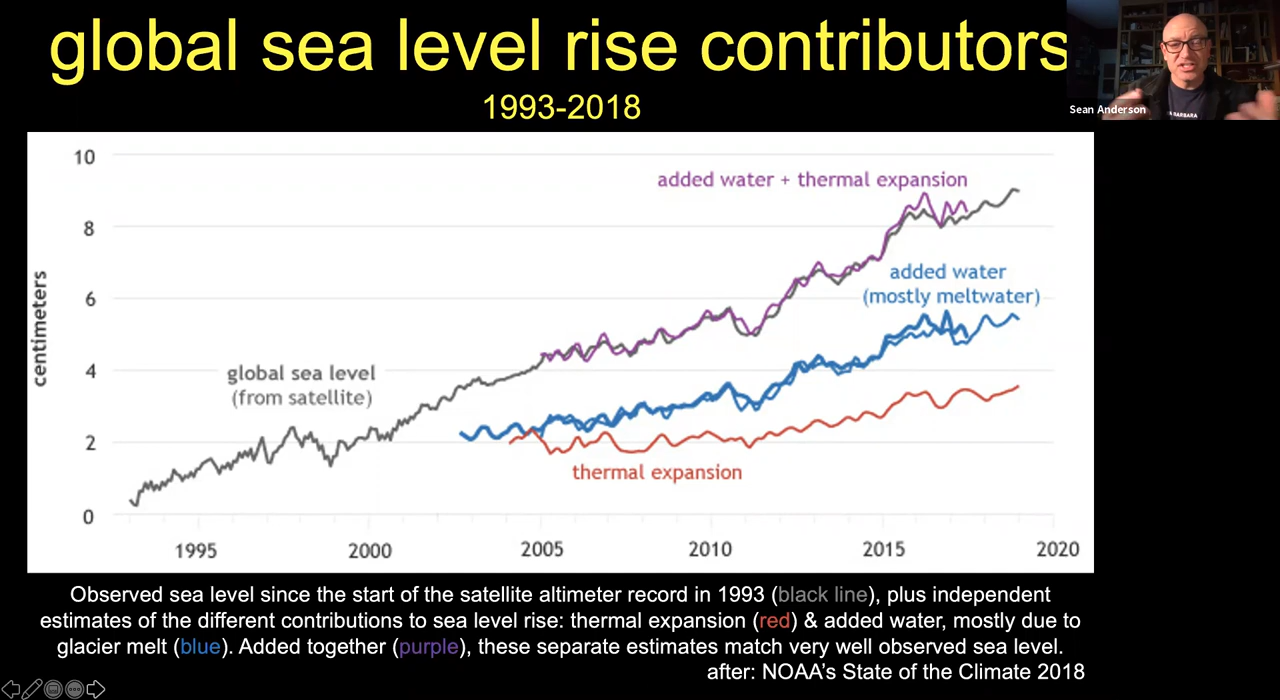 global sea level rise contributors
1993-2018
Sean Anderson
BARBARA
10
added water + thermal expansion
8
added water
(mostly meltwater)
6
centimeters
4
global sea level
(from satellite)
2
thermal expansion
0
1995 2000 2005 2010 2015 2020
Observed sea level since the start of the satellite altimeter record in 1993 (black line), plus independent
estimates of the different contributions to sea level rise: thermal expansion (red) & added water, mostly due to
glacier melt (blue). Added together (purple), these separate estimates match very well observed sea level.
after: NOAA’s State of the Climate 2018